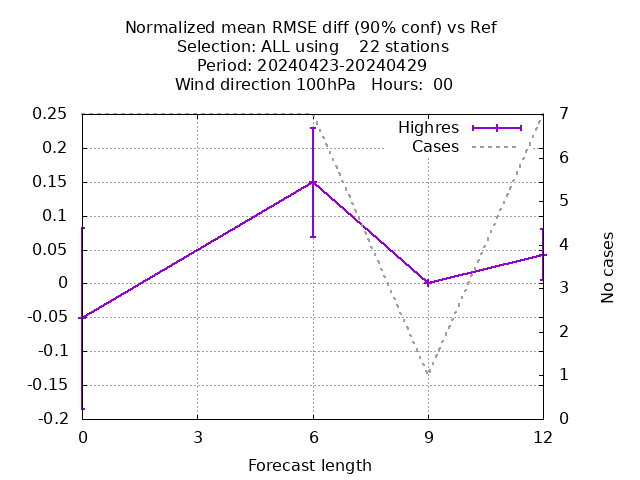 Normalized mean RMSE diff (90% conf) vs Ref
Selection: ALL using    22 stations
Period: 20240423-20240429
Wind direction 100hPa   Hours:  00
Highres
Cases
0.25
0.2
0.15
0.1
0.05
0
-0.05
-0.1
-0.15
-0.2
7
6
5
4
3
2
1
0
No cases
0
3
6
9
12
Forecast length